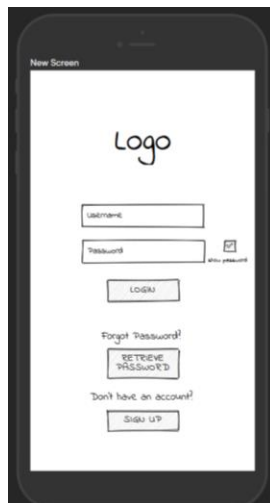 New Screen
Logo
Username
Password
Show password
LOGIN
Forgot Password?
RETRIEVE
PASSWORD
Don't have an account?
SIGN UP